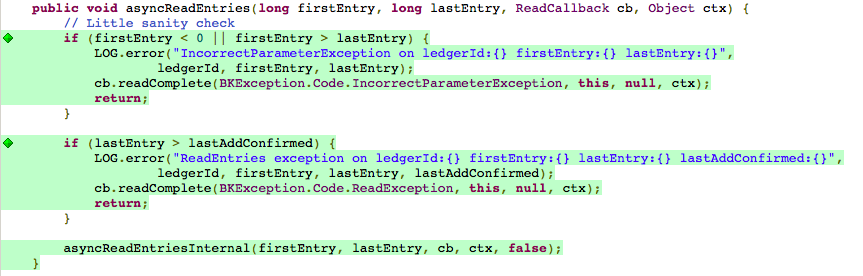 public void asyncReadEntries(long firstEntry, long lastEntry, ReadCallback cb, Object ctx) {
// Little sanity check
if (firstEntry < 0 || firstEntry > lastEntry) {
LOG.error("IncorrectParameterException on ledgerId:{} firstEntry:{} lastEntry:{}",
ledgerId, firstEntry, lastEntry);
cb.readComplete(BKException.Code.IncorrectParameterException, this, null, ctx);
return;
}
if (lastEntry > lastAddConfirmed) {
LOG.error("ReadEntries exception on ledgerId:{} firstEntry:{} lastEntry:{} lastAddConfirmed:{}",
ledgerId, firstEntry, lastEntry, lastAddConfirmed);
cb.readComplete(BKException.Code.ReadException, this, null, ctx);
return;
}
asyncReadEntriesInternal(firstEntry, lastEntry, cb, ctx, false);
}